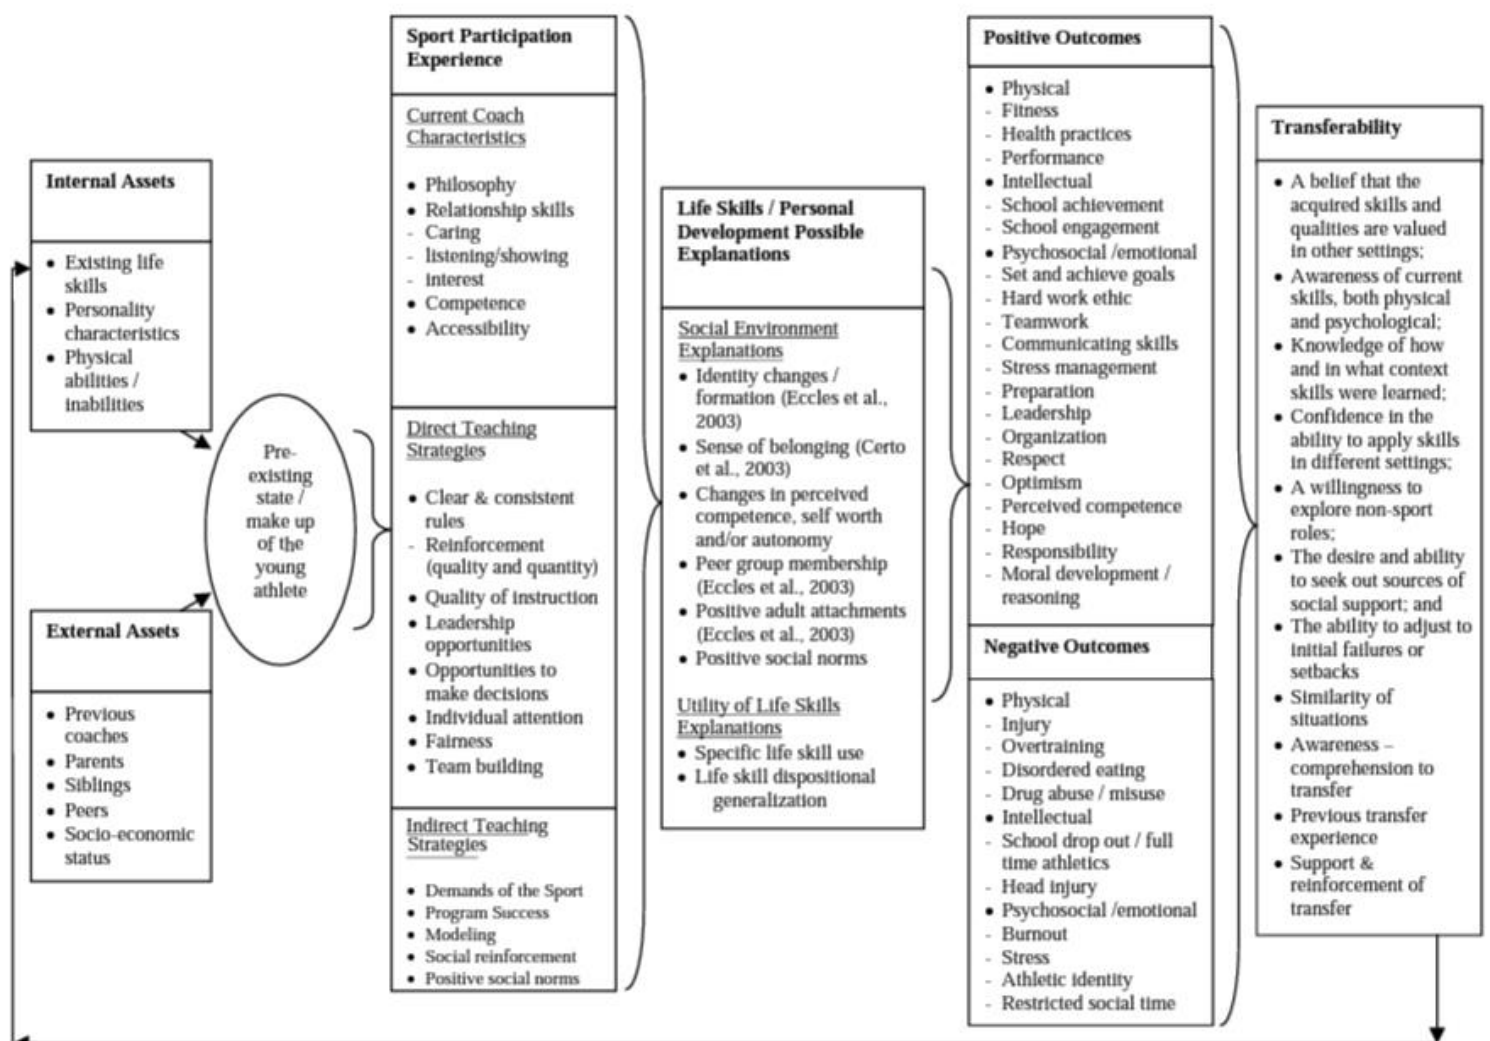 Internal Assets
• Existing life
skills
• Personality
characteristics
• Physical
abilities /
inabilities
External Assets
• Previous
coaches
• Parents
• Siblings
• Peers
• Socio-economic
status
Pre-
existing
state /
make up
of the
young
athlete
Sport Participation
Experience
Current Coach
Characteristics
• Philosophy
• Relationship skills
- Caring
- listening/showing
- interest
• Competence
• Accessibility
Direct Teaching
Strategies
• Clear & consistent
rules
- Reinforcement
(quality and quantity)
• Quality of instruction
• Leadership
opportunities
• Opportunities to
make decisions
• Individual attention
• Fairness
• Team building
Indirect Teaching
Strategies
• Demands of the Sport
• Program Success
• Modeling
• Social reinforcement
• Positive social norms
Life Skills / Personal
Development Possible
Explanations
Social Environment
Explanations
• Identity changes /
formation (Eccles et al.,
2003)
• Sense of belonging (Certo
et al., 2003)
• Changes in perceived
competence, self worth
and/or autonomy
• Peer group membership
(Eccles et al., 2003)
• Positive adult attachments
(Eccles et al., 2003)
• Positive social norms
Utility of Life Skills
Explanations
• Specific life skill use
• Life skill dispositional
generalization
Positive Outcomes
• Physical
- Fitness
- Health practices
- Performance
• Intellectual
- School achievement
- School engagement
• Psychosocial /emotional
- Set and achieve goals
- Hard work ethic
- Teamwork
- Communicating skills
- Stress management
- Preparation
- Leadership
- Organization
- Respect
- Optimism
- Perceived competence
- Hope
- Responsibility
- Moral development /
reasoning
Negative Outcomes
• Physical
- Injury
- Overtraining
- Disordered eating
- Drug abuse / misuse
• Intellectual
- School drop out / full
time athletics
- Head injury
• Psychosocial /emotional
- Burnout
- Stress
- Athletic identity
- Restricted social time
Transferability
• A belief that the
acquired skills and
qualities are valued
in other settings;
• Awareness of current
skills, both physical
and psychological;
• Knowledge of how
and in what context
skills were learned;
• Confidence in the
ability to apply skills
in different settings;
• A willingness to
explore non-sport
roles;
• The desire and ability
to seek out sources of
social support; and
• The ability to adjust to
initial failures or
setbacks
• Similarity of
situations
• Awareness –
comprehension to
transfer
• Previous transfer
experience
• Support &
reinforcement of
transfer